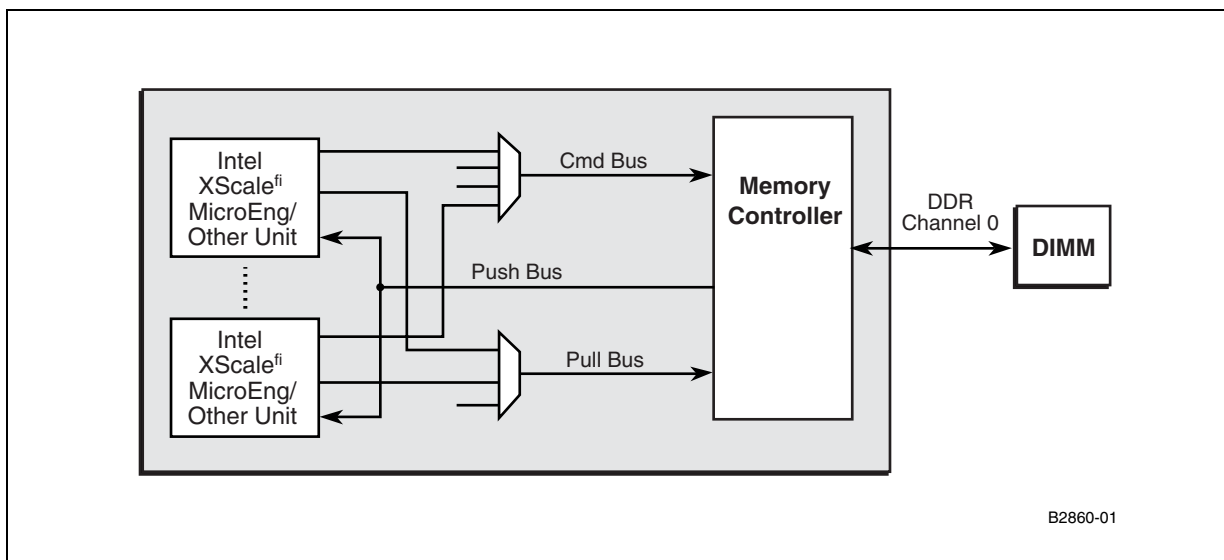 Intel
XScaleﬁ
MicroEng/
Other Unit
Intel
XScaleﬁ
MicroEng/
Other Unit
Cmd Bus
Push Bus
Pull Bus
Memory
Controller
DDR
Channel 0
DIMM
B2860-01